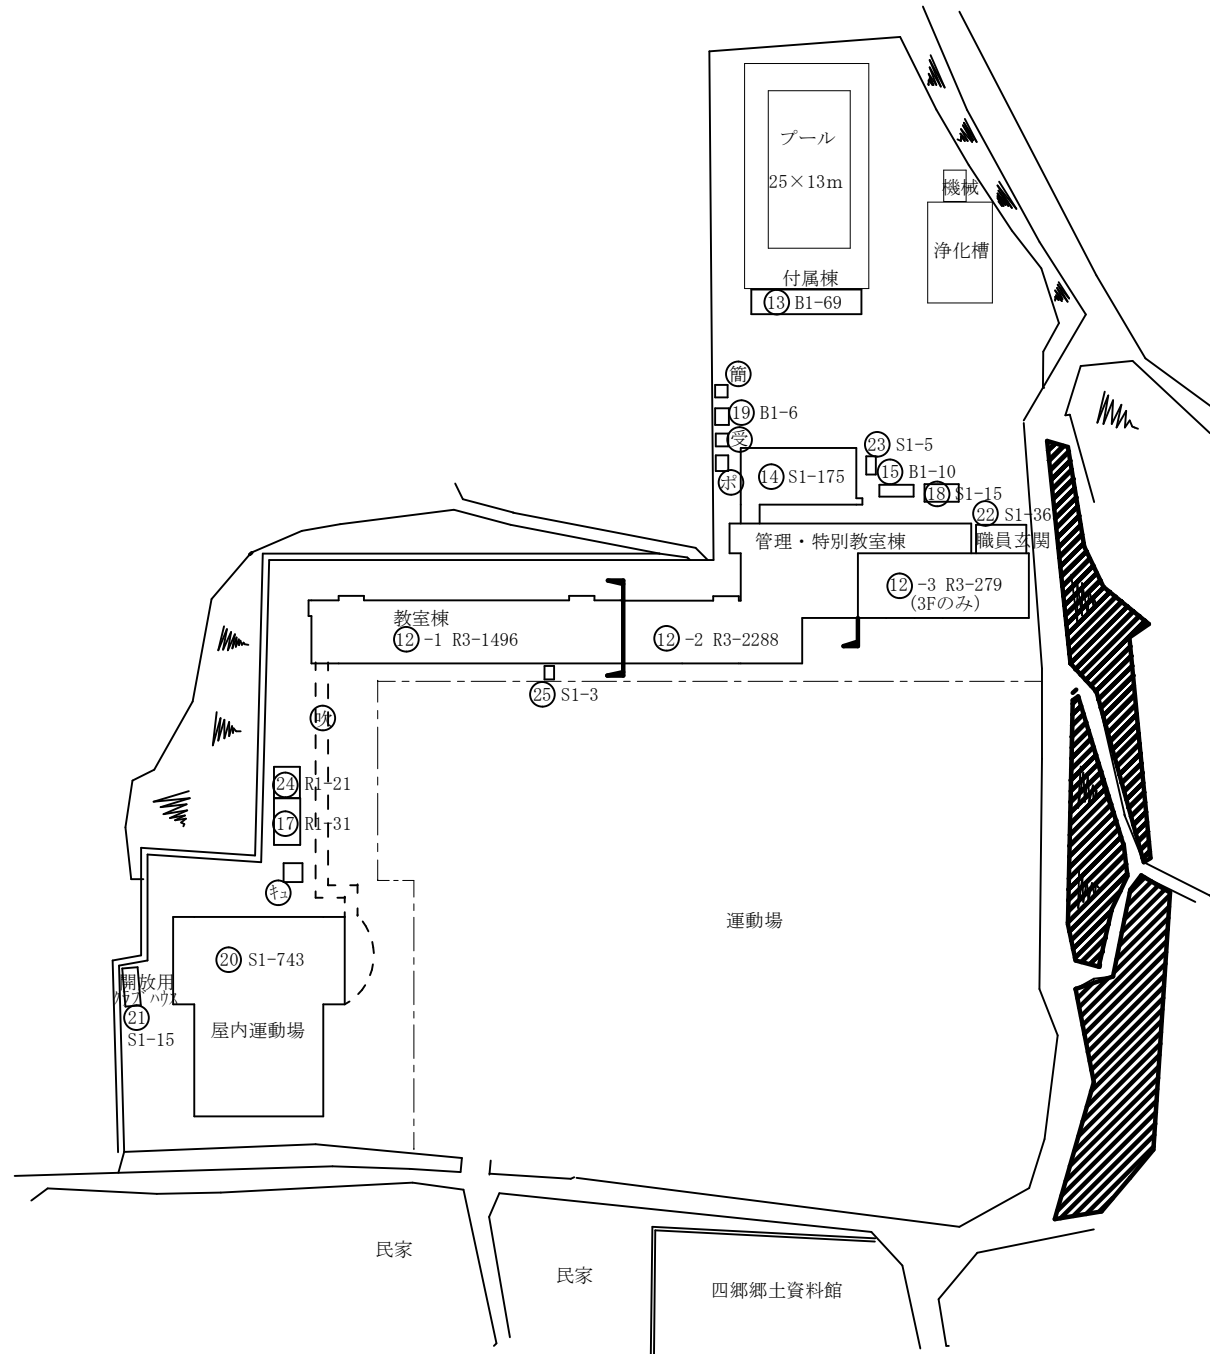 プール
25×13m
機械
浄化槽
付属棟
⑬ B1-69
簡
⑲ B1-6
受
ポ
⑭ S1-175
㉓ S1-5
⑮ B1-10
⑱ S1-15
㉒ S1-36
管理・特別教室棟
職員玄関
⑫-3 R3-279
(3Fのみ)
教室棟
⑫-1 R3-1496
⑫-2 R3-2288
㉕ S1-3
吹
㉔ R1-21
⑰ R1-31
キュ
運動場
⑳ S1-743
開放用
クラブハウス
㉑
S1-15
屋内運動場
民家
民家
四郷郷土資料館